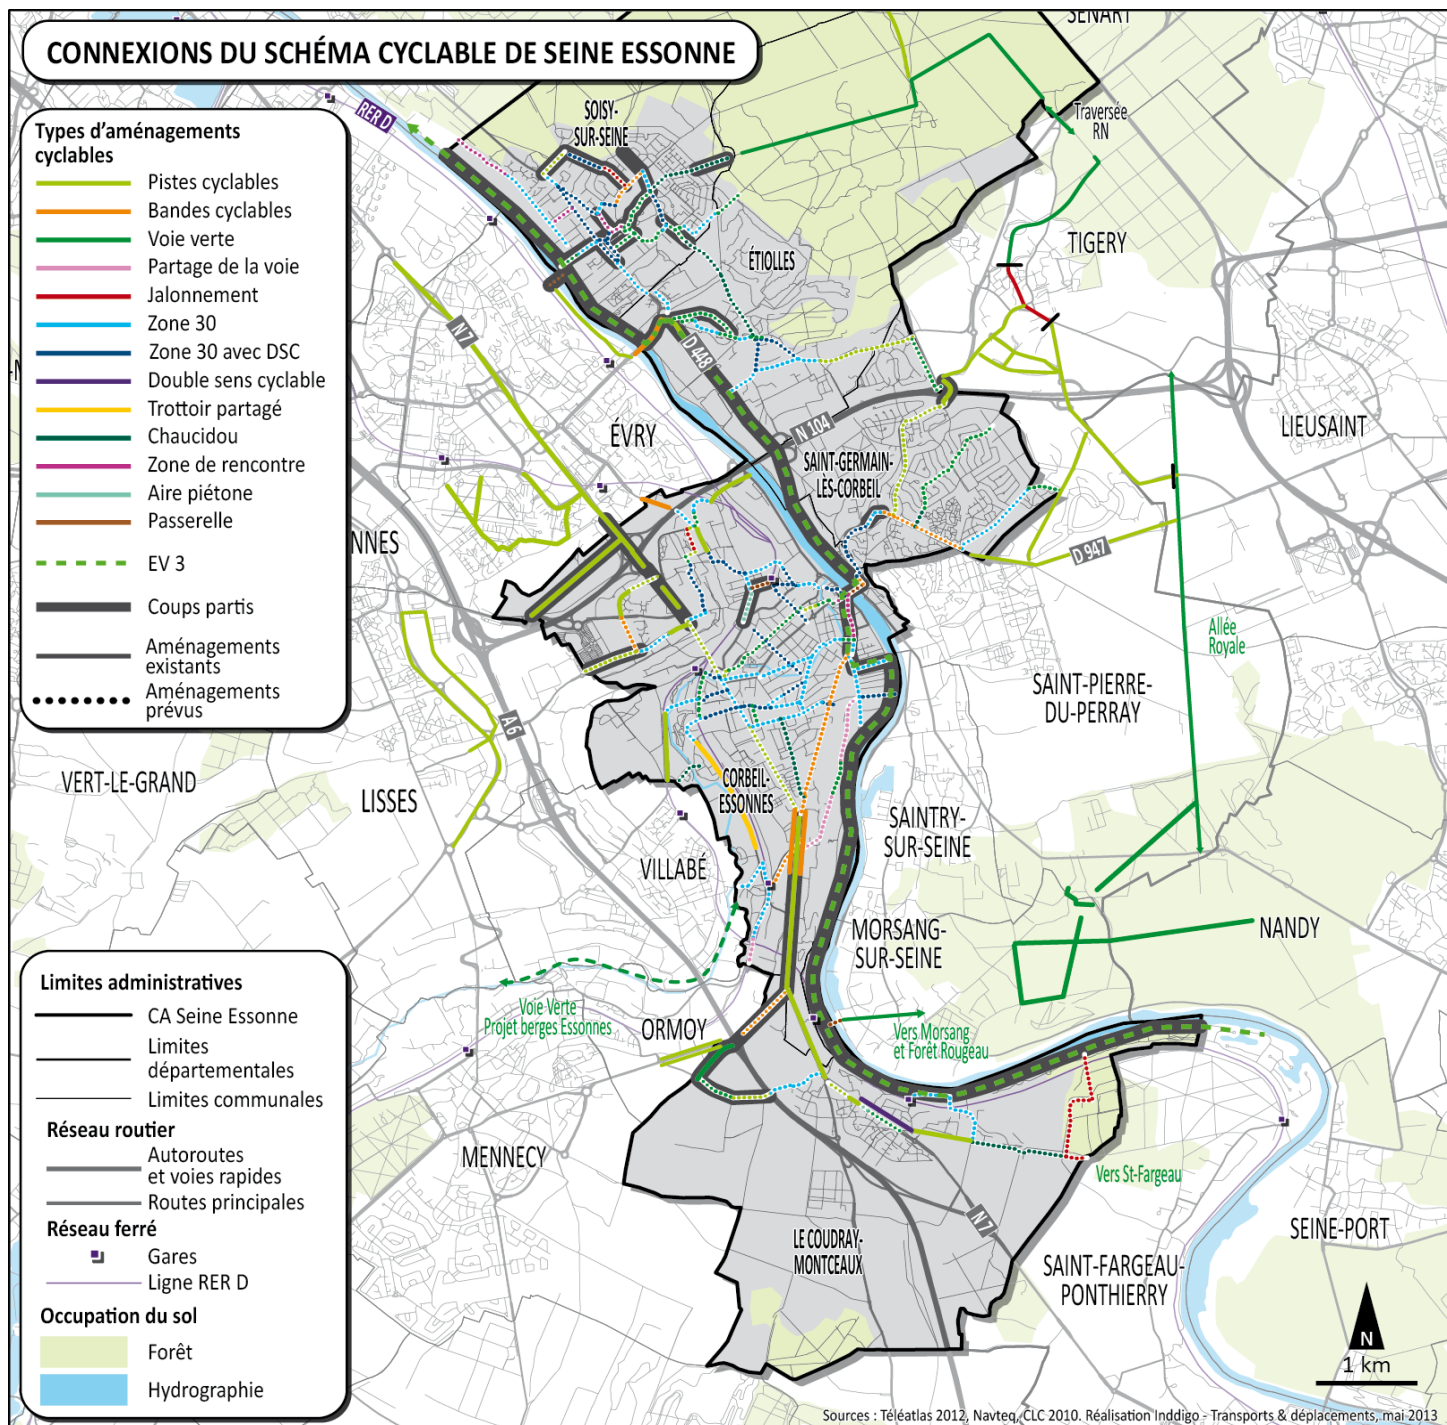 CONNEXIONS DU SCHÉMA CYCLABLE DE SEINE ESSONNE
Types d'aménagements
cyclables
Pistes cyclables
Bandes cyclables
Voie verte
Partage de la voie
Jalonnement
Zone 30
Zone 30 avec DSC
Double sens cyclable
Trottoir partagé
Chaucidou
Zone de rencontre
Aire piétone
Passerelle
EV 3
Coups partis
Aménagements
existants
Aménagements
prévus
Limites administratives
CA Seine Essonne
Limites
départementales
Limites communales
Réseau routier
Autoroutes
et voies rapides
Routes principales
Réseau ferré
Gares
Ligne RER D
Occupation du sol
Forêt
Hydrographie
SÉNART
RER D
SOISY-
SUR-SEINE
Traversée
RN
TIGERY
ÉTIOLLES
N7
D 448
N 104
ÉVRY
LIEUSAINT
SAINT-GERMAIN-
LÈS-CORBEIL
NNES
D 947
Allée
Royale
SAINT-PIERRE-
DU-PERRAY
A6
VERT-LE-GRAND
LISSES
CORBEIL-
ESSONNES
SAINTRY-
SUR-SEINE
VILLABÉ
MORSANG-
SUR-SEINE
NANDY
Voie Verte
Projet berges Essonnes
ORMOY
Vers Morsang
et Forêt Rougeau
MENNECY
Vers St-Fargeau
N7
LE COUDRAY-
MONTCEAUX
SEINE-PORT
SAINT-FARGEAU-
PONTHIERRY
N
1 km
Sources : Téléatlas 2012, Navteq, CLC 2010. Réalisation Inddigo - Transports & déplacements, mai 2013